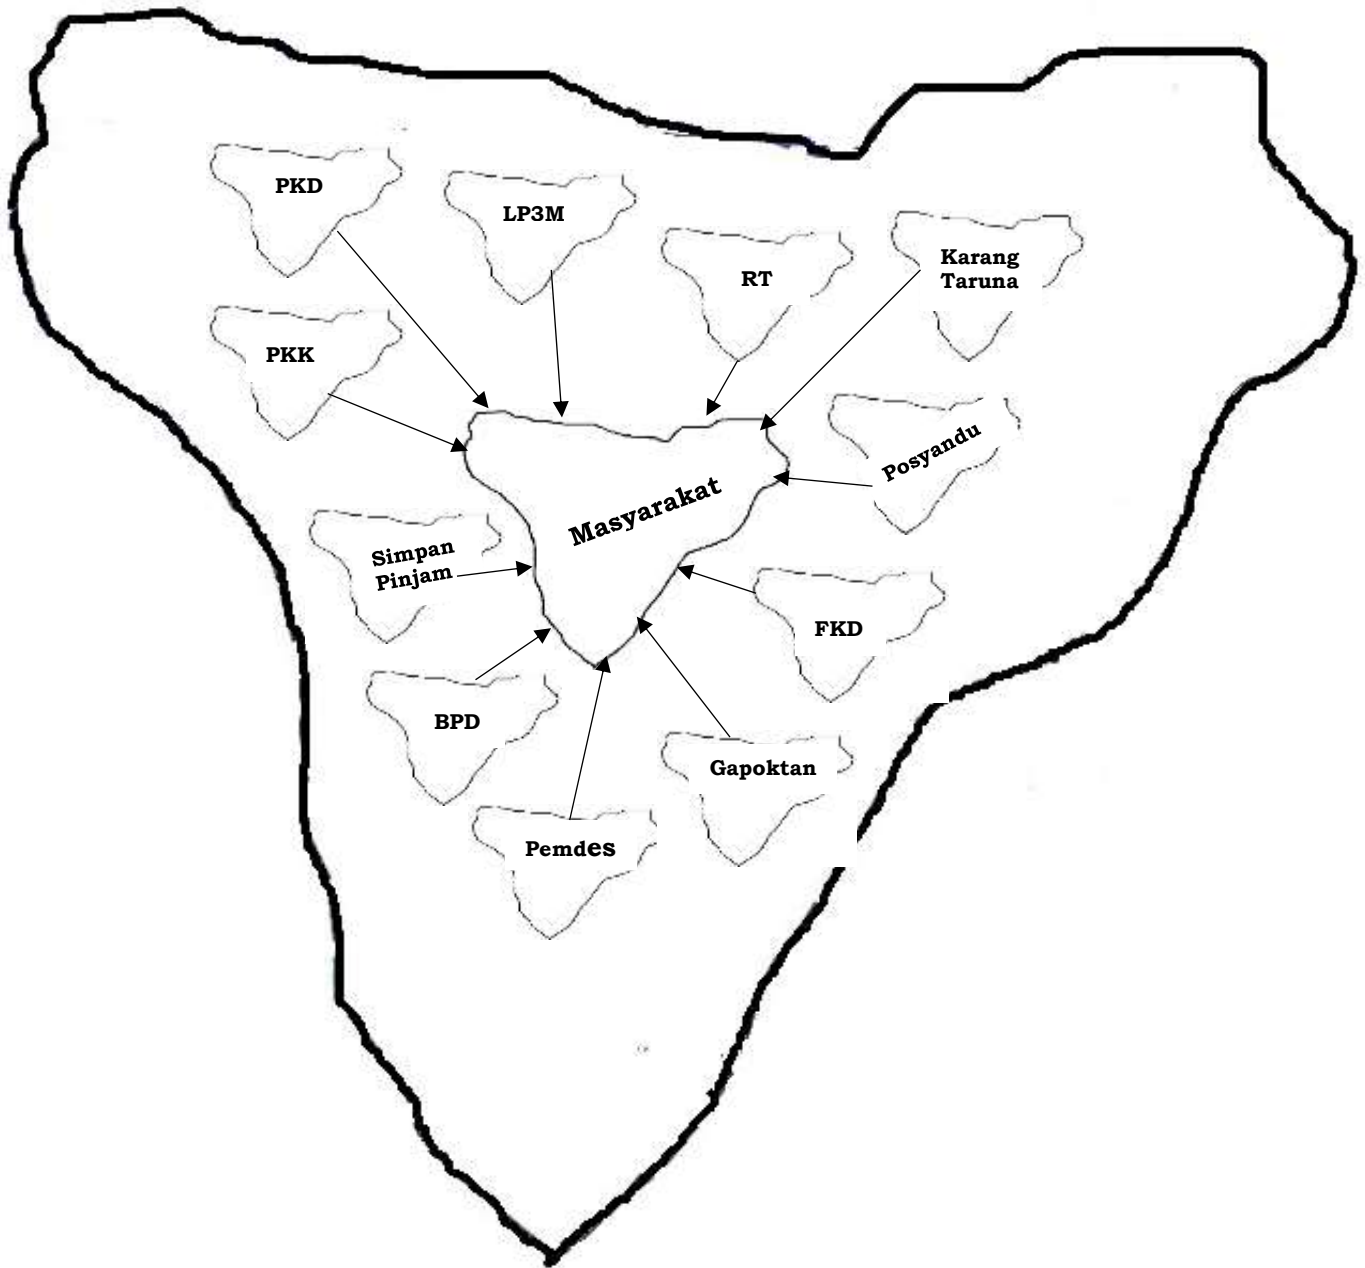 PKD
LP3M
RT
Karang
Taruna
PKK
Posyandu
Masyarakat
Simpan
Pinjam
FKD
BPD
Gapoktan
Pemdes